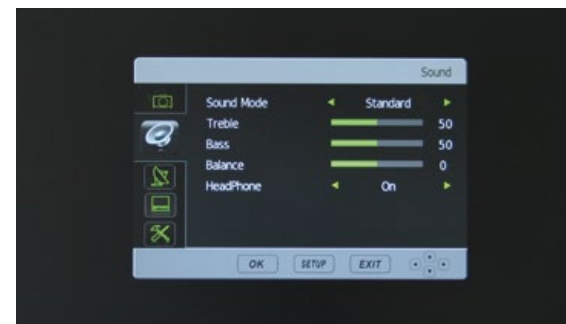 Sound
Sound Mode Standard
Treble 50
Bass 50
Balance 0
HeadPhone On
OK SETUP EXIT